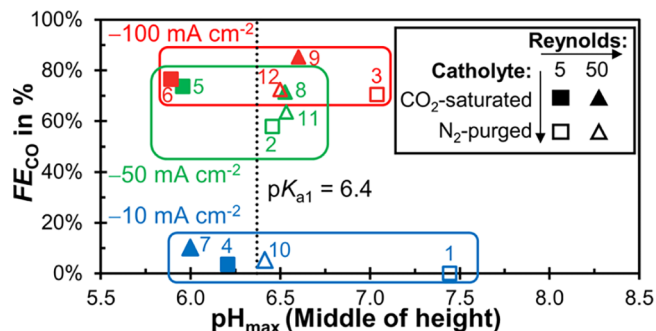 −100 mA cm⁻²
−50 mA cm⁻²
−10 mA cm⁻²
pKₐ₁ = 6.4
Reynolds:
Catholyte: 5 50
CO₂-saturated
N₂-purged
9
12
3
6
5
8
11
2
7
4
10
1
FE_CO in %
100%
80%
60%
40%
20%
0%
5.5 6.0 6.5 7.0 7.5 8.0 8.5
pH_max (Middle of height)